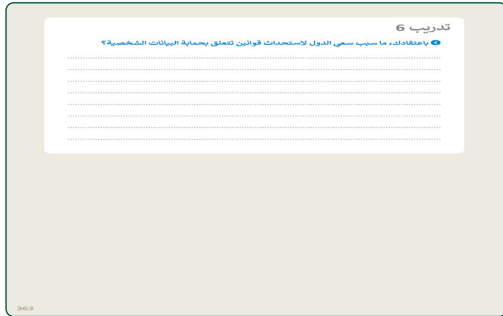 تدريب 6
باعتقادك، ما سبب سعي الدول لاستحداث قوانين تتعلق بحماية البيانات الشخصية؟
363